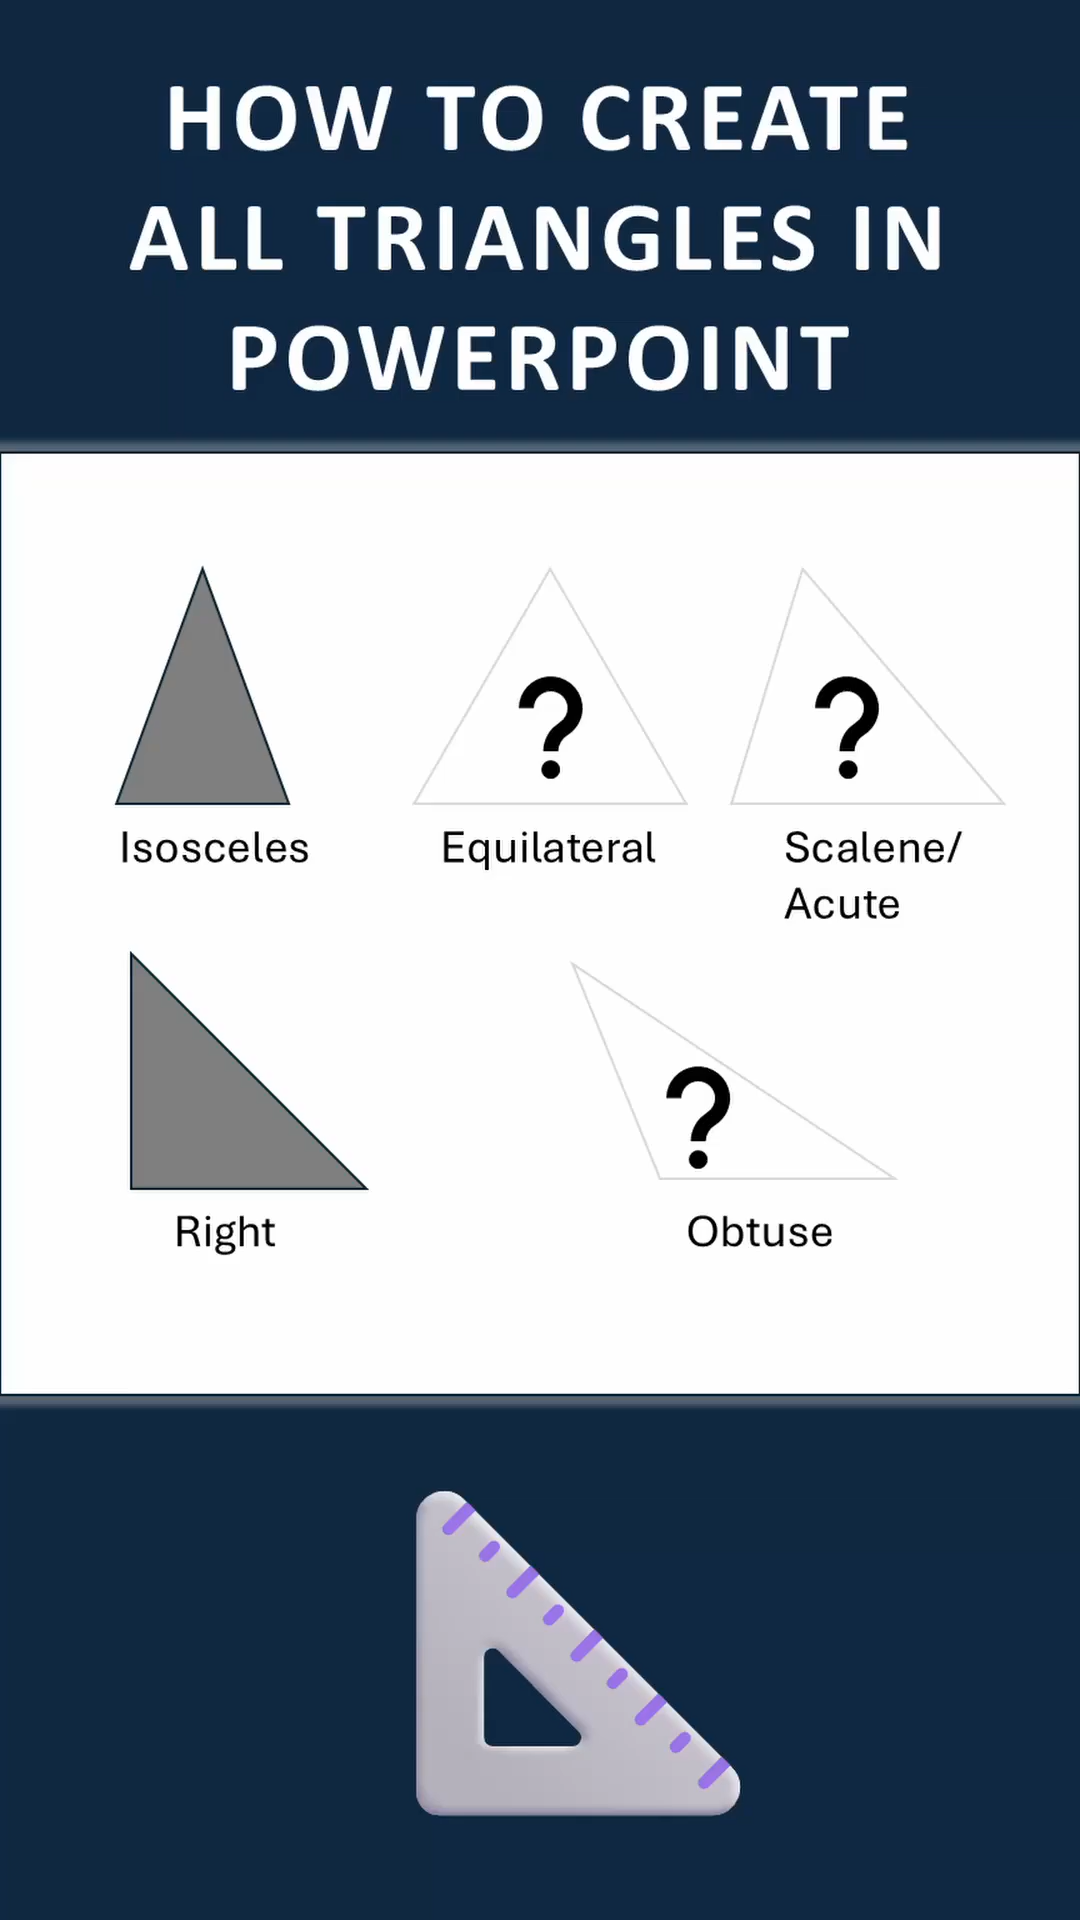 HOW TO CREATE
ALL TRIANGLES IN
POWERPOINT
?
?
Isosceles
Equilateral
Scalene/
Acute
?
Right
Obtuse